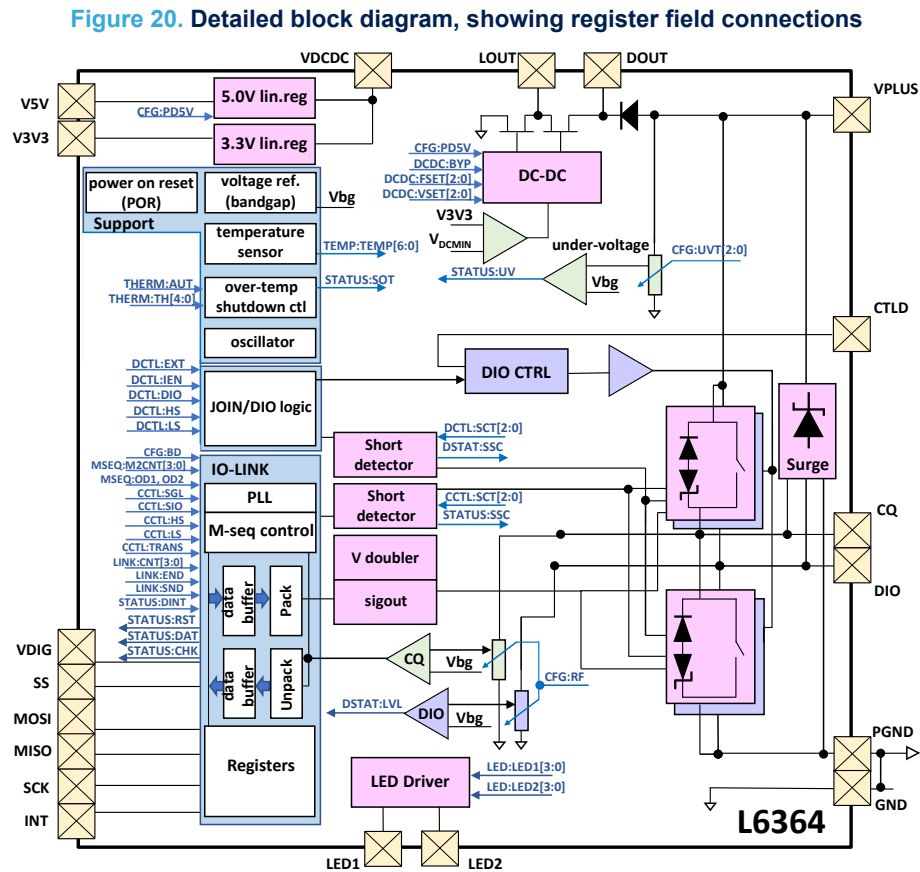 Figure 20. Detailed block diagram, showing register field connections
VDCDC
LOUT
DOUT
V5V
V3V3
VPLUS
5.0V lin.reg
CFG:PD5V
3.3V lin.reg
CFG:PD5V
DCDC:BYP
DCDC:FSET[2:0]
DCDC:VSET[2:0]
DC-DC
power on reset
(POR)
Support
voltage ref.
(bandgap)
Vbg
V3V3
VDCMIN
temperature
sensor
TEMP:TEMP[6:0]
under-voltage
CFG:UVT[2:0]
STATUS:UV
Vbg
THERM:AUT
THERM:TH[4:0]
over-temp
shutdown ctl
STATUS:SOT
oscillator
CTLD
DCTL:EXT
DCTL:IEN
DCTL:DIO
DCTL:HS
DCTL:LS
JOIN/DIO logic
DIO CTRL
Short
detector
DCTL:SCT[2:0]
DSTAT:SSC
Surge
CFG:BD
MSEQ:M2CNT[3:0]
MSEQ:OD1, OD2
CCTL:SGL
CCTL:SIO
CCTL:HS
CCTL:LS
CCTL:TRANS
LINK:CNT[3:0]
LINK:END
LINK:SND
STATUS:DINT
STATUS:RST
STATUS:DAT
STATUS:CHK
IO-LINK
PLL
M-seq control
Short
detector
CCTL:SCT[2:0]
STATUS:SSC
CQ
DIO
V doubler
sigout
data
buffer
Pack
data
buffer
Unpack
CQ
Vbg
CFG:RF
DSTAT:LVL
DIO
Vbg
VDIG
SS
MOSI
MISO
SCK
INT
Registers
LED Driver
LED:LED1[3:0]
LED:LED2[3:0]
PGND
GND
L6364
LED1
LED2